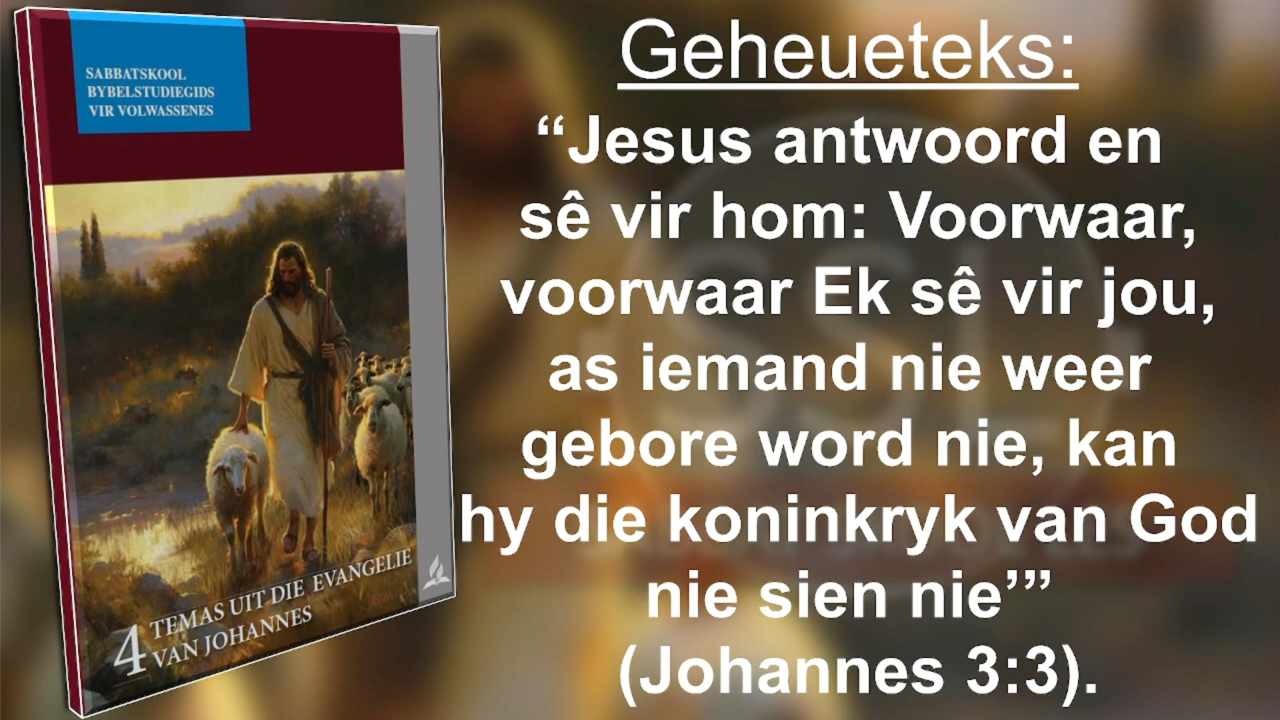 SABBATSKOOL
BYBELSTUDIEGIDS
VIR VOLWASSENES
4 TEMAS UIT DIE EVANGELIE
VAN JOHANNES
Geheueteks:
“Jesus antwoord en
sê vir hom: Voorwaar,
voorwaar Ek sê vir jou,
as iemand nie weer
gebore word nie, kan
hy die koninkryk van God
nie sien nie’”
(Johannes 3:3).